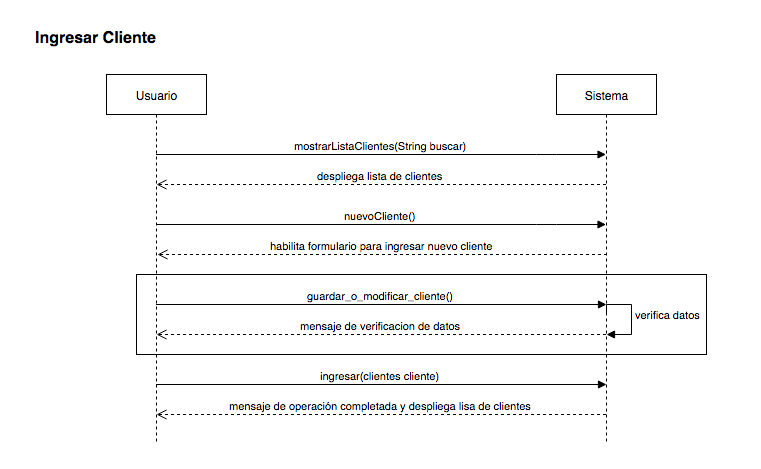 Ingresar Cliente
Usuario
Sistema
mostrarListaClientes(String buscar)
despliega lista de clientes
nuevoCliente()
habilita formulario para ingresar nuevo cliente
guardar_o_modificar_cliente()
verifica datos
mensaje de verificacion de datos
ingresar(clientes cliente)
mensaje de operación completada y despliega lisa de clientes